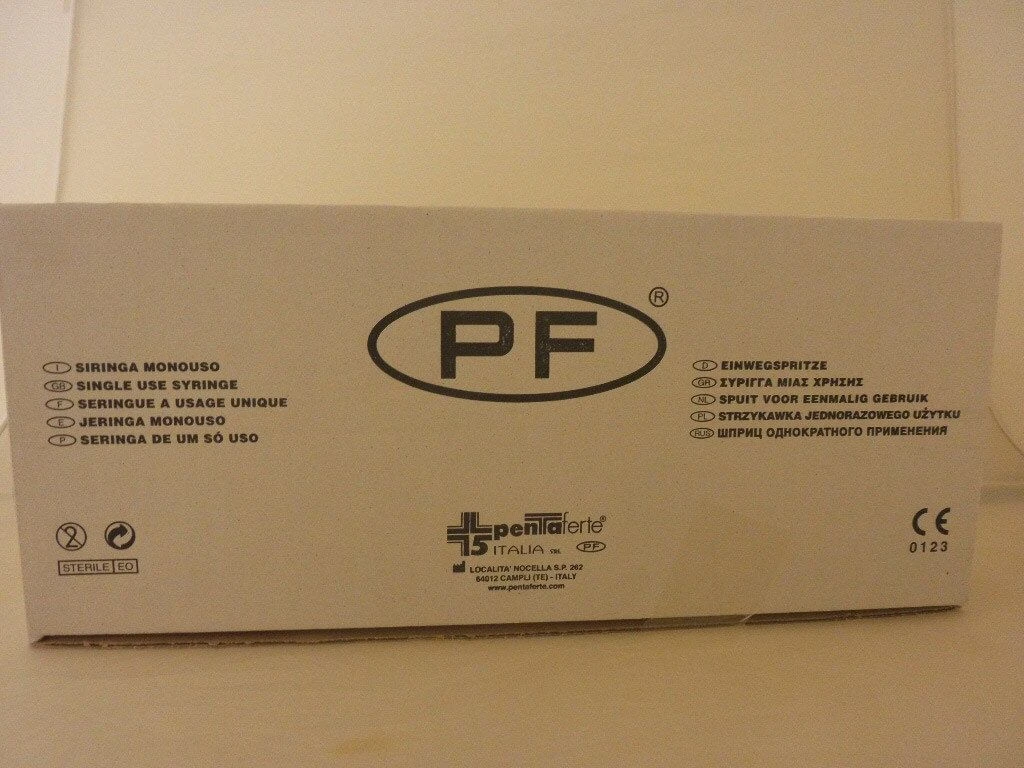 PF ®
I SIRINGA MONOUSO
GB SINGLE USE SYRINGE
F SERINGUE A USAGE UNIQUE
E JERINGA MONOUSO
P SERINGA DE UM SÓ USO
D EINWEGSPRITZE
GR ΣΥΡΙΓΓΑ ΜΙΑΣ ΧΡΗΣΗΣ
NL SPUIT VOOR EENMALIG GEBRUIK
PL STRZYKAWKA JEDNORAZOWEGO UŻYTKU
RUS ШПРИЦ ОДНОКРАТНОГО ПРИМЕНЕНИЯ
2
STERILE EO
5 pentaferte®
ITALIA SRL PF
LOCALITA' NOCELLA S.P. 262
64012 CAMPLI (TE) - ITALY
www.pentaferte.com
CE
0123